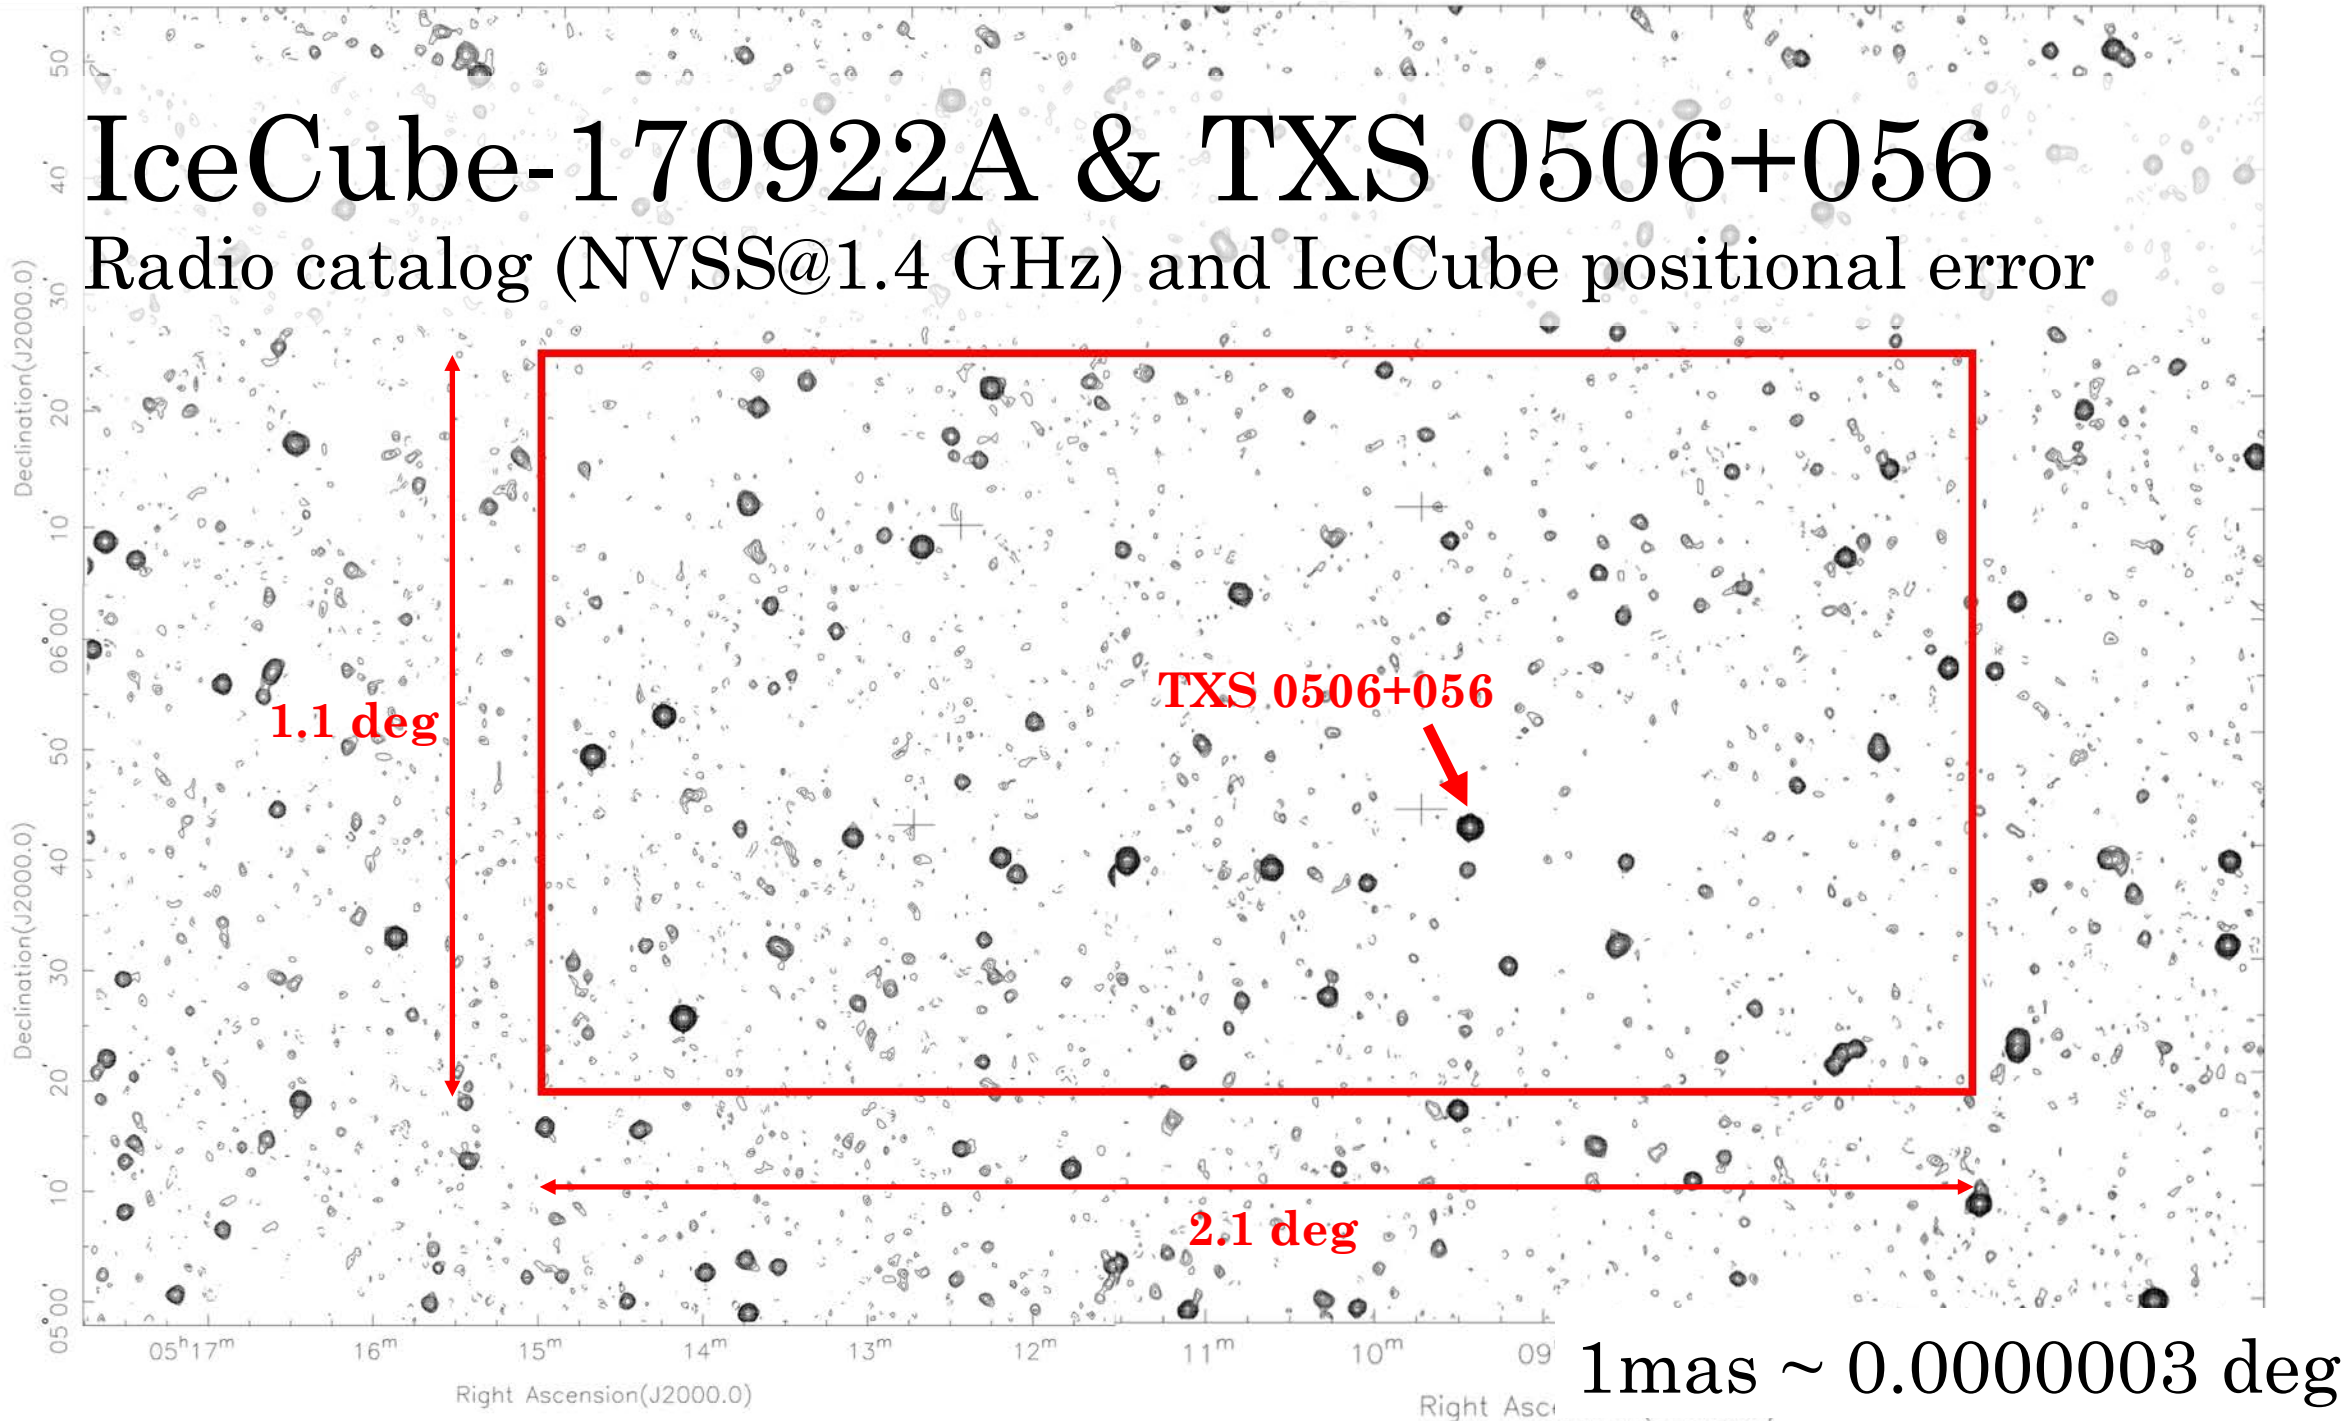 IceCube-170922A & TXS 0506+056
Radio catalog (NVSS@1.4 GHz) and IceCube positional error
Declination(J2000.0)
50'
40'
30'
20'
10'
06°00'
Declination(J2000.0)
50'
40'
30'
20'
10'
05°00'
1.1 deg
TXS 0506+056
2.1 deg
05ʰ17ᵐ 16ᵐ 15ᵐ 14ᵐ 13ᵐ 12ᵐ 11ᵐ 10ᵐ 09
Right Ascension(J2000.0)
Right Asc
1mas ~ 0.0000003 deg